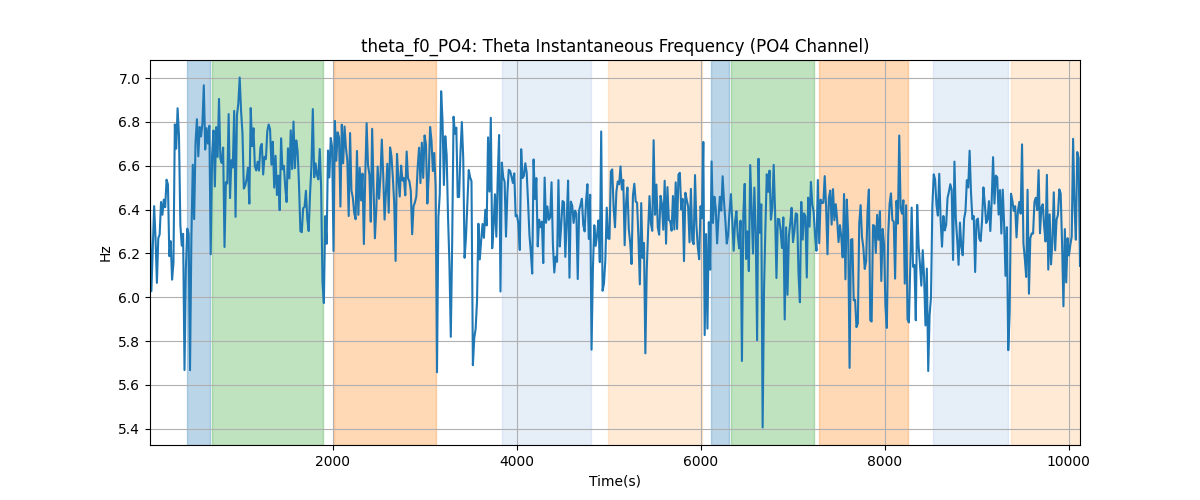 theta_f0_PO4: Theta Instantaneous Frequency (PO4 Channel)
7.0
6.8
6.6
6.4
6.2
6.0
5.8
5.6
5.4
Hz
2000 4000 6000 8000 10000
Time(s)